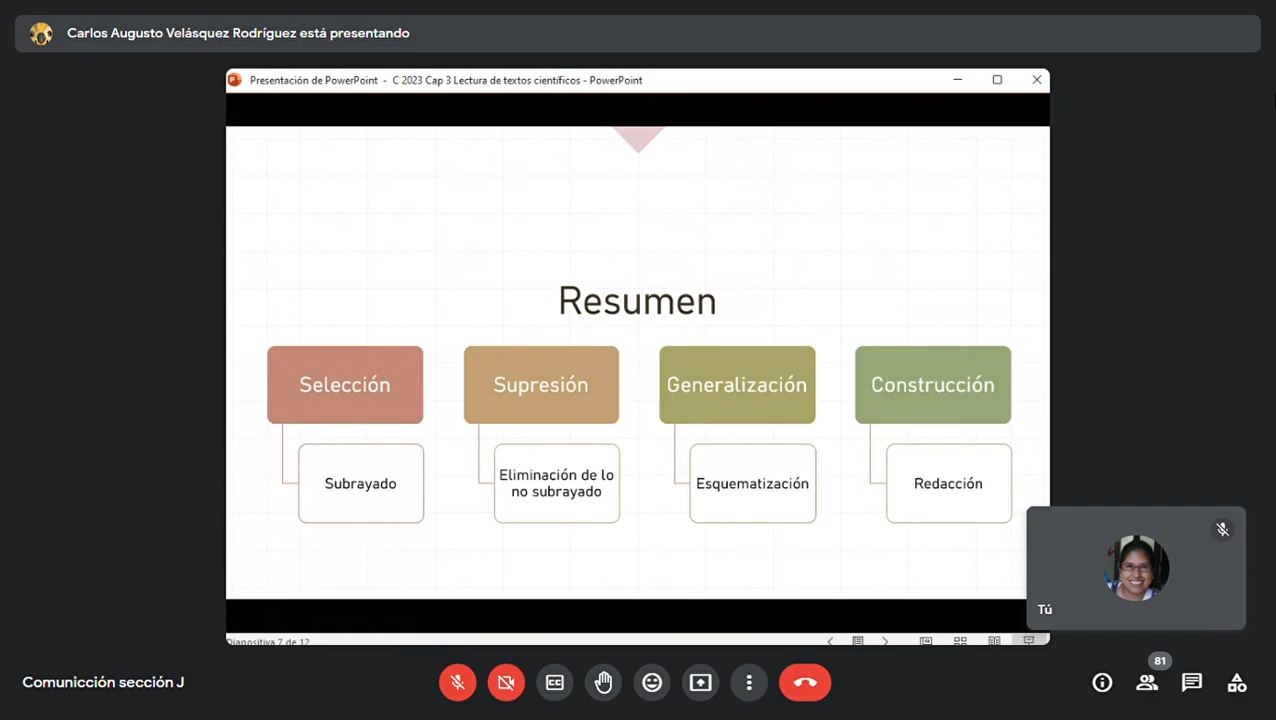 Carlos Augusto Velásquez Rodríguez está presentando
Presentación de PowerPoint - C 2023 Cap 3 Lectura de textos científicos - PowerPoint
Resumen
Selección
Supresión
Generalización
Construcción
Subrayado
Eliminación de lo
no subrayado
Esquematización
Redacción
Tú
Diapositiva 7 de 12
Comunicción sección J
CC
81